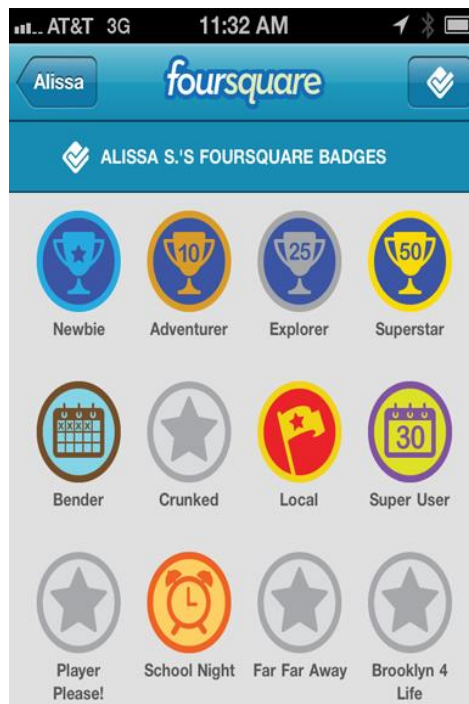 AT&T 3G 11:32 AM
Alissa foursquare
ALISSA S.'S FOURSQUARE BADGES
10 25 50
Newbie Adventurer Explorer Superstar
XXXX 30
Bender Crunked Local Super User
Player Please! School Night Far Far Away Brooklyn 4 Life